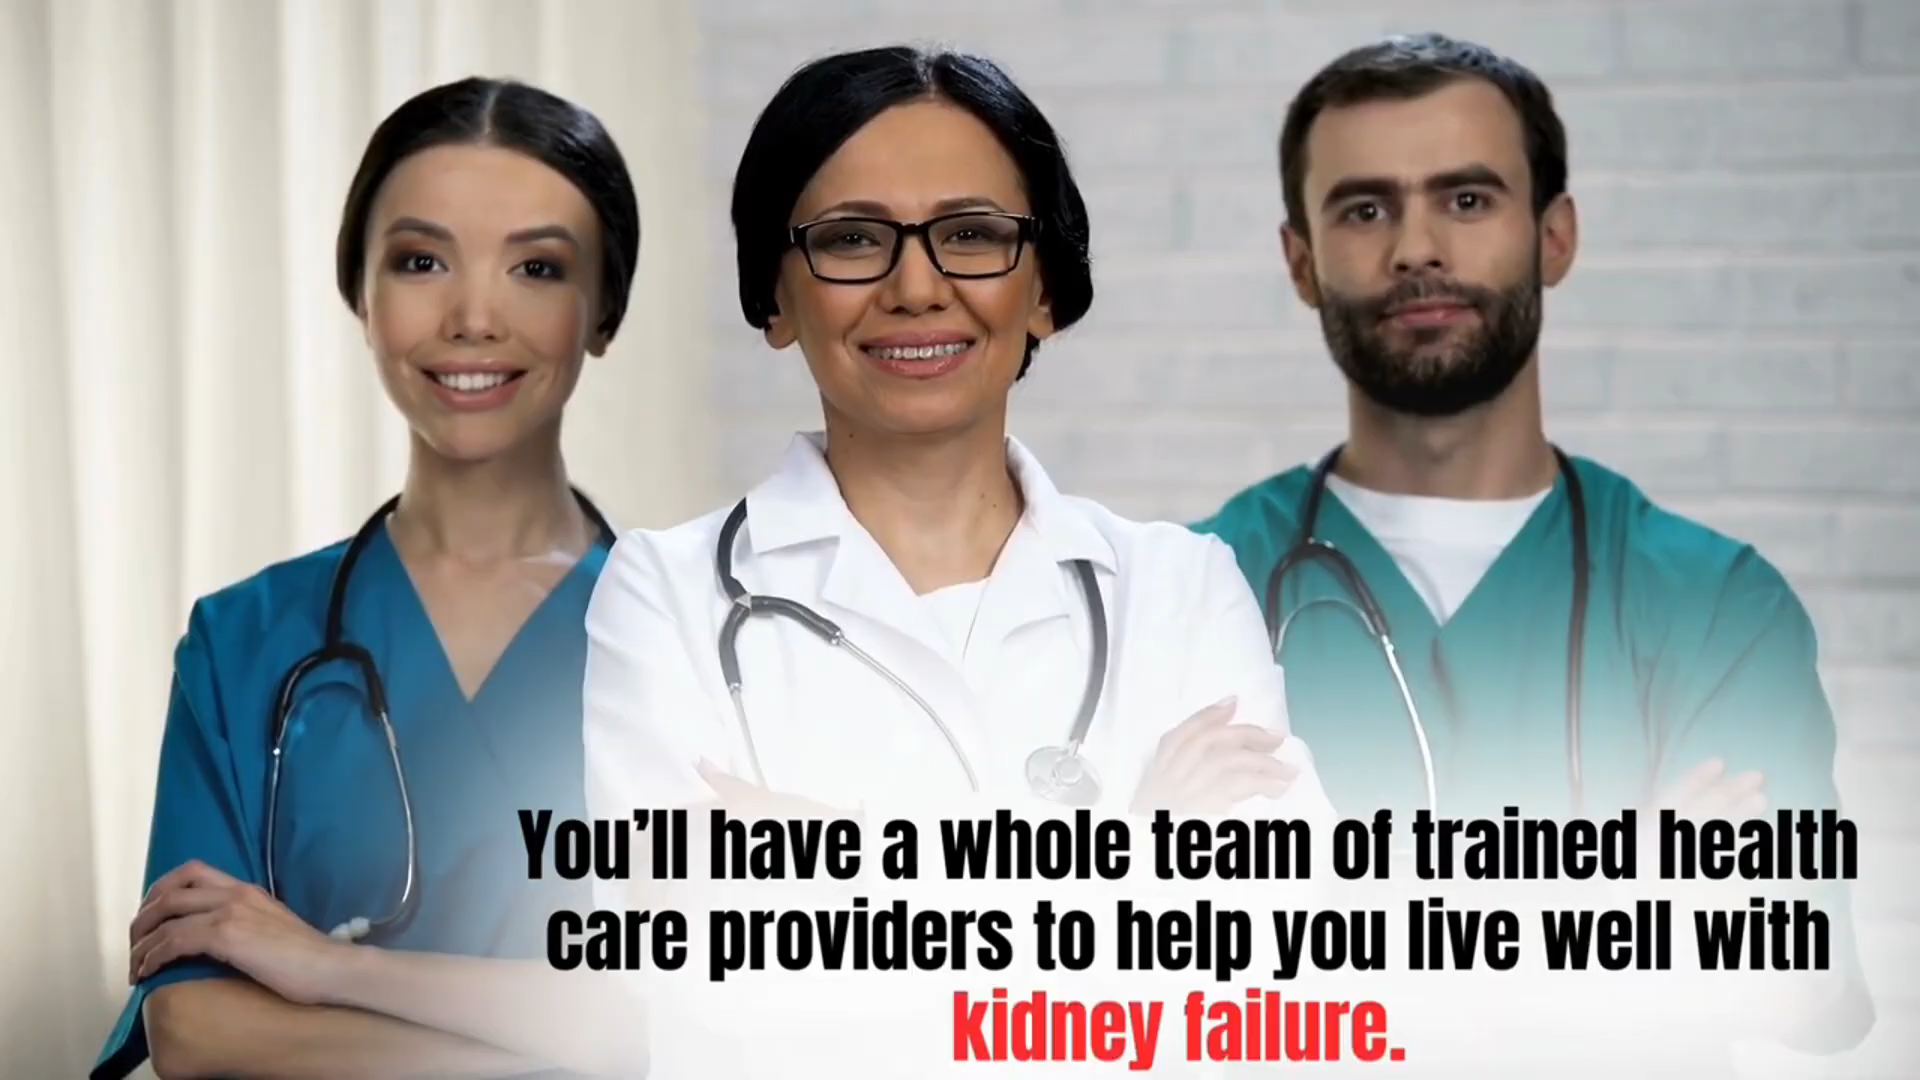 You’ll have a whole team of trained health
care providers to help you live well with
kidney failure.